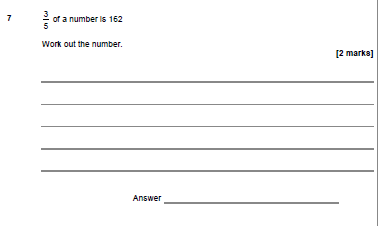 7 3/5 of a number is 162
Work out the number.
[2 marks]
Answer